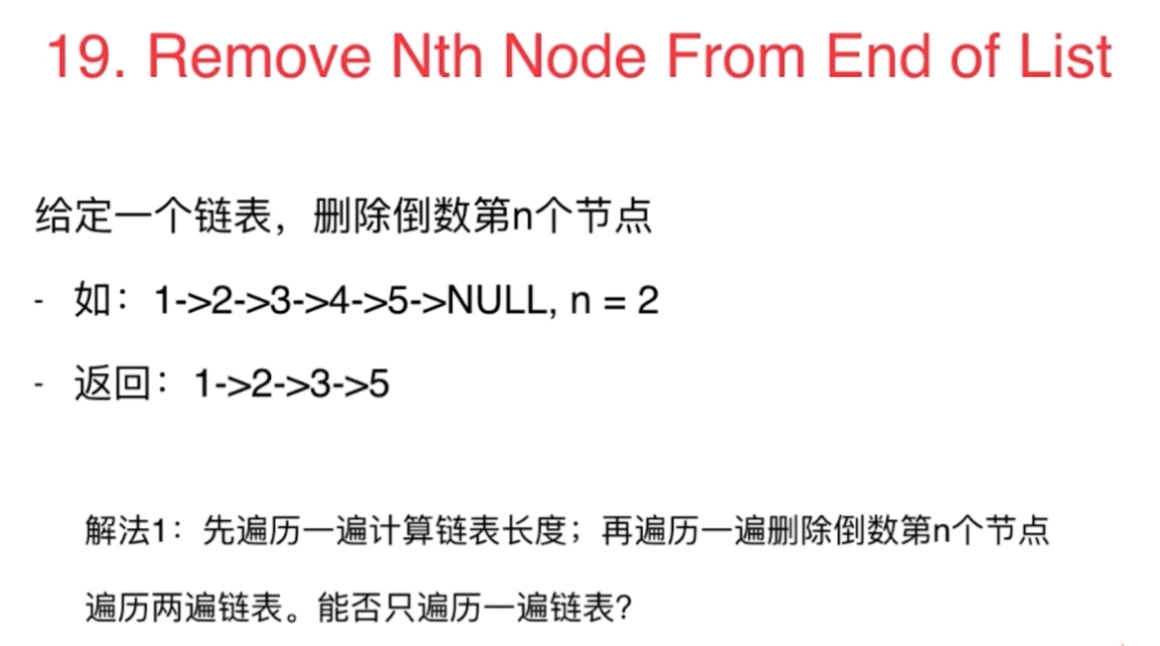 19. Remove Nth Node From End of List
给定一个链表，删除倒数第n个节点
- 如：1->2->3->4->5->NULL, n = 2
- 返回：1->2->3->5
解法1：先遍历一遍计算链表长度；再遍历一遍删除倒数第n个节点
遍历两遍链表。能否只遍历一遍链表？